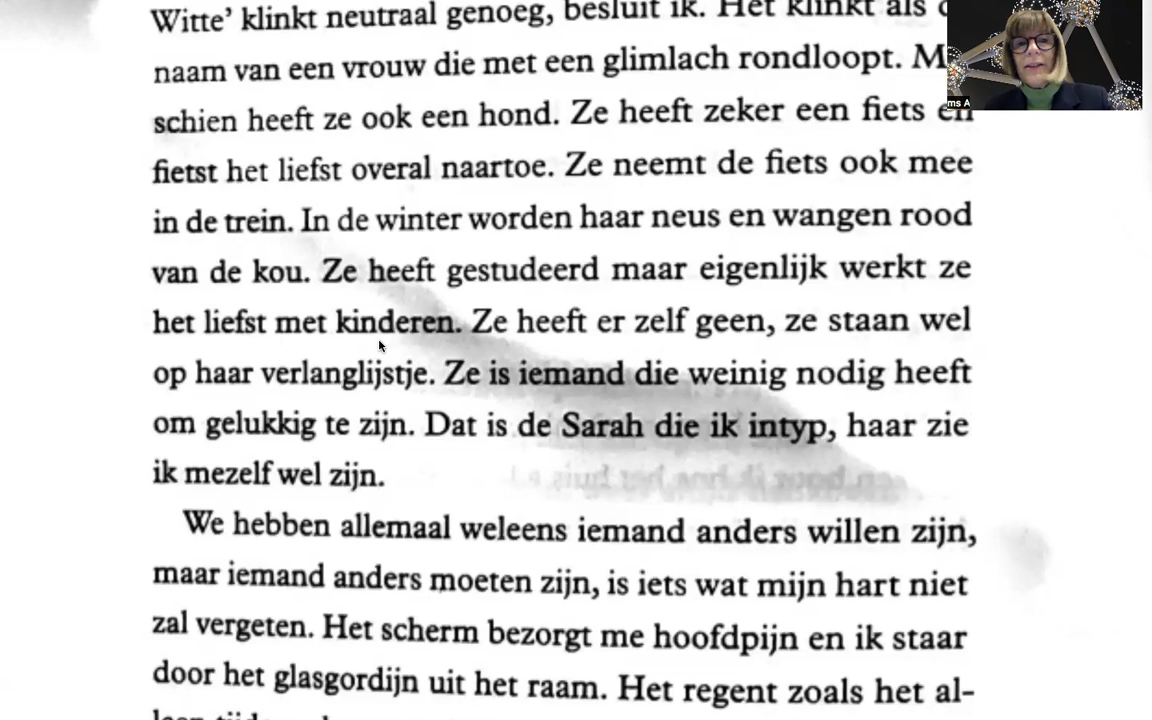 Witte’ klinkt neutraal genoeg, besluit ik. Het klinkt als
naam van een vrouw die met een glimlach rondloopt.
schien heeft ze ook een hond. Ze heeft zeker een fiets en
fietst het liefst overal naartoe. Ze neemt de fiets ook mee
in de trein. In de winter worden haar neus en wangen rood
van de kou. Ze heeft gestudeerd maar eigenlijk werkt ze
het liefst met kinderen. Ze heeft er zelf geen, ze staan wel
op haar verlanglijstje. Ze is iemand die weinig nodig heeft
om gelukkig te zijn. Dat is de Sarah die ik intyp, haar zie
ik mezelf wel zijn.
We hebben allemaal weleens iemand anders willen zijn,
maar iemand anders moeten zijn, is iets wat mijn hart niet
zal vergeten. Het scherm bezorgt me hoofdpijn en ik staar
door het glasgordijn uit het raam. Het regent zoals het al-
ms A